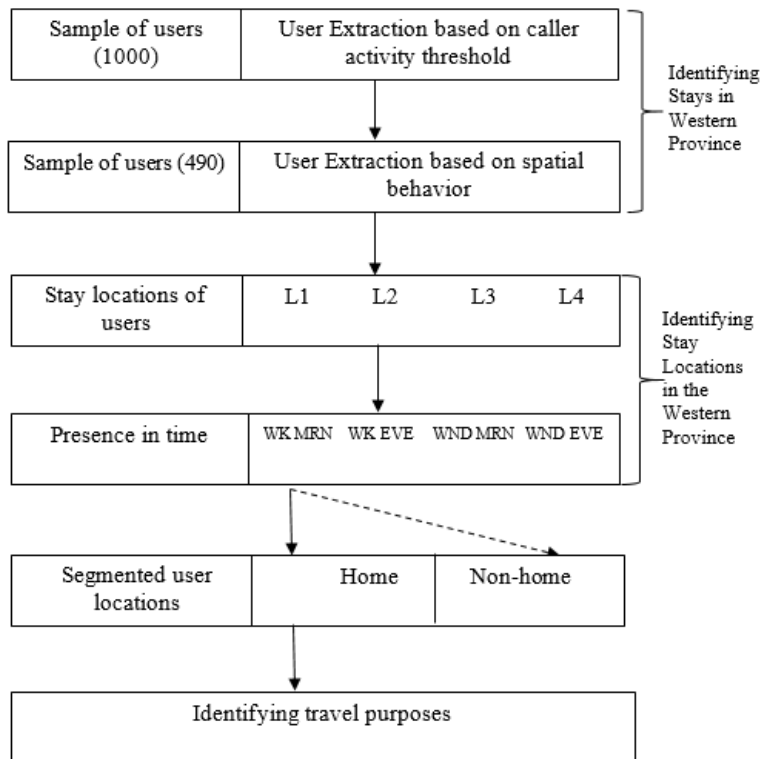 Sample of users
(1000)
User Extraction based on caller
activity threshold
Identifying
Stays in
Western
Province
Sample of users (490)
User Extraction based on spatial
behavior
Stay locations of
users
L1 L2 L3 L4
Identifying
Stay
Locations
in the
Western
Province
Presence in time
WK MRN WK EVE WND MRN WND EVE
Segmented user
locations
Home
Non-home
Identifying travel purposes